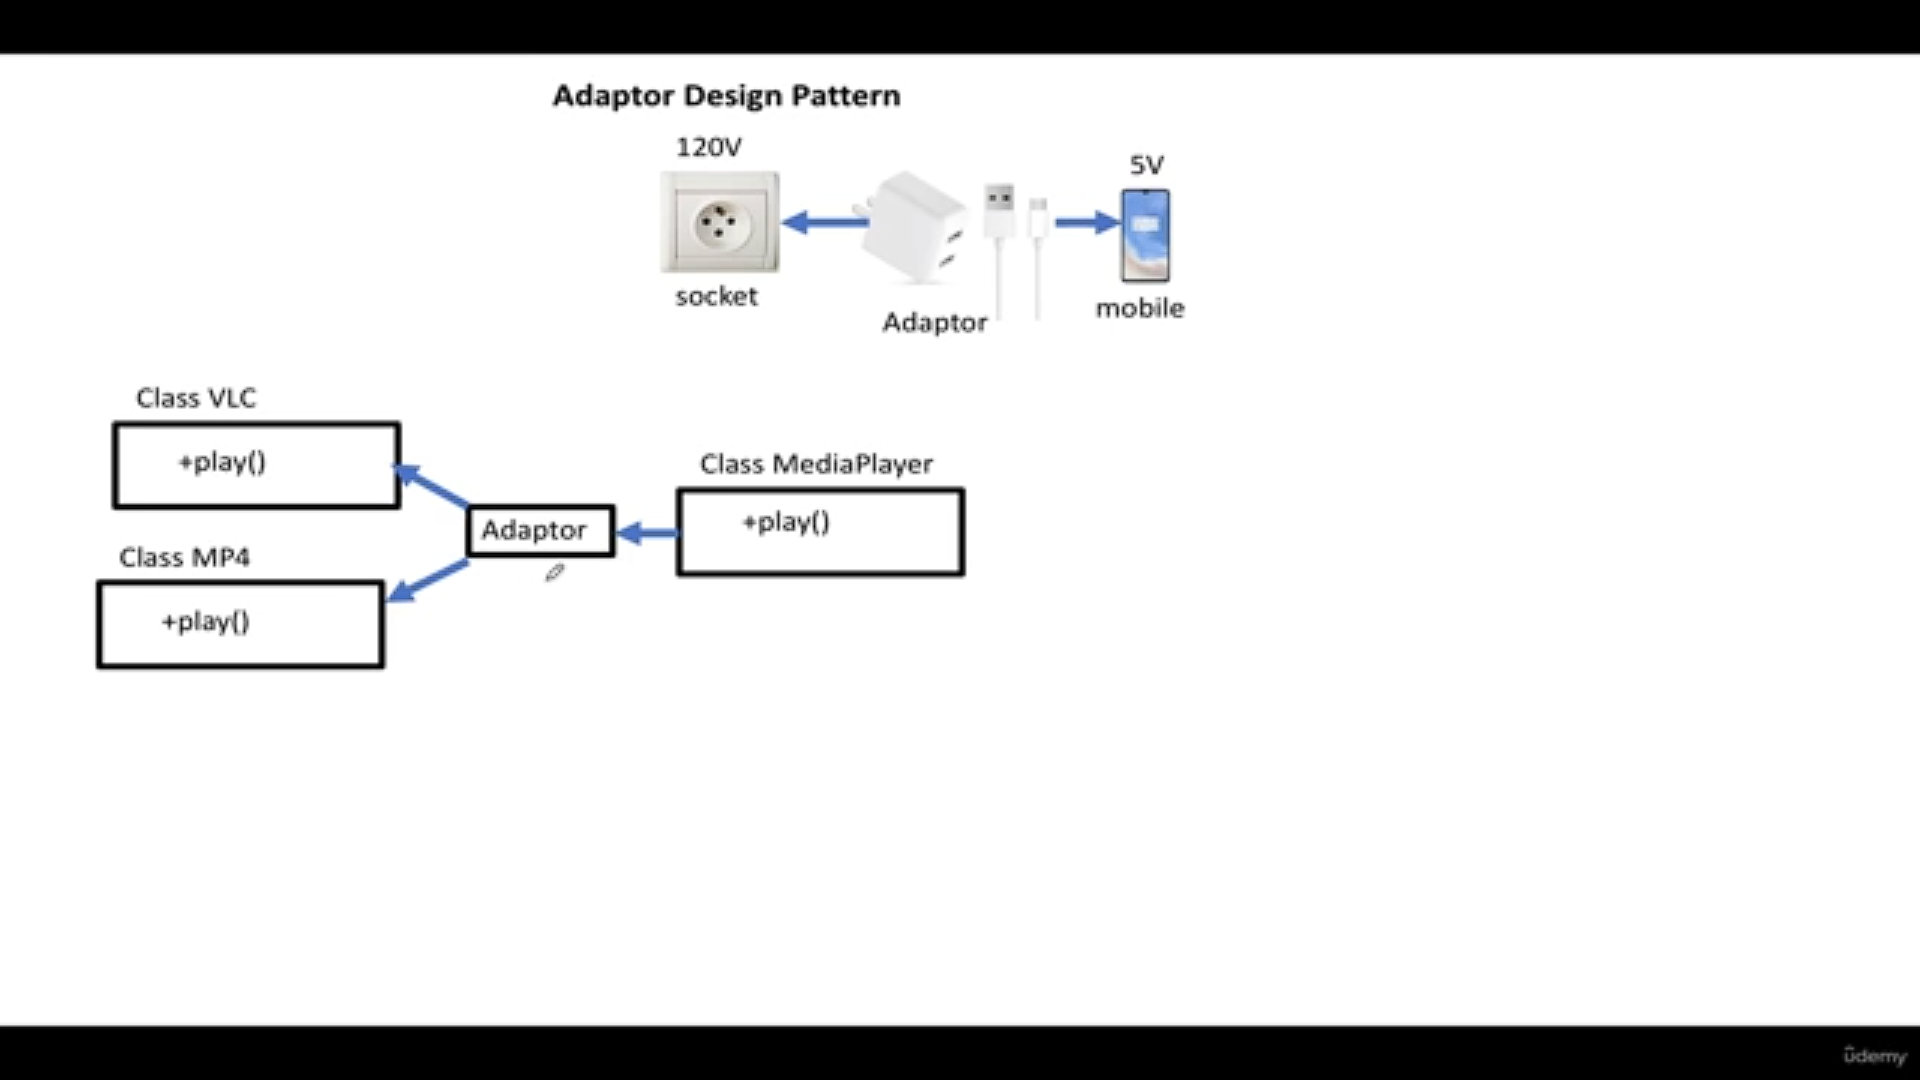 Adaptor Design Pattern
120V
5V
socket
Adaptor
mobile
Class VLC
+play()
Class MediaPlayer
+play()
Adaptor
Class MP4
+play()
ûdemy